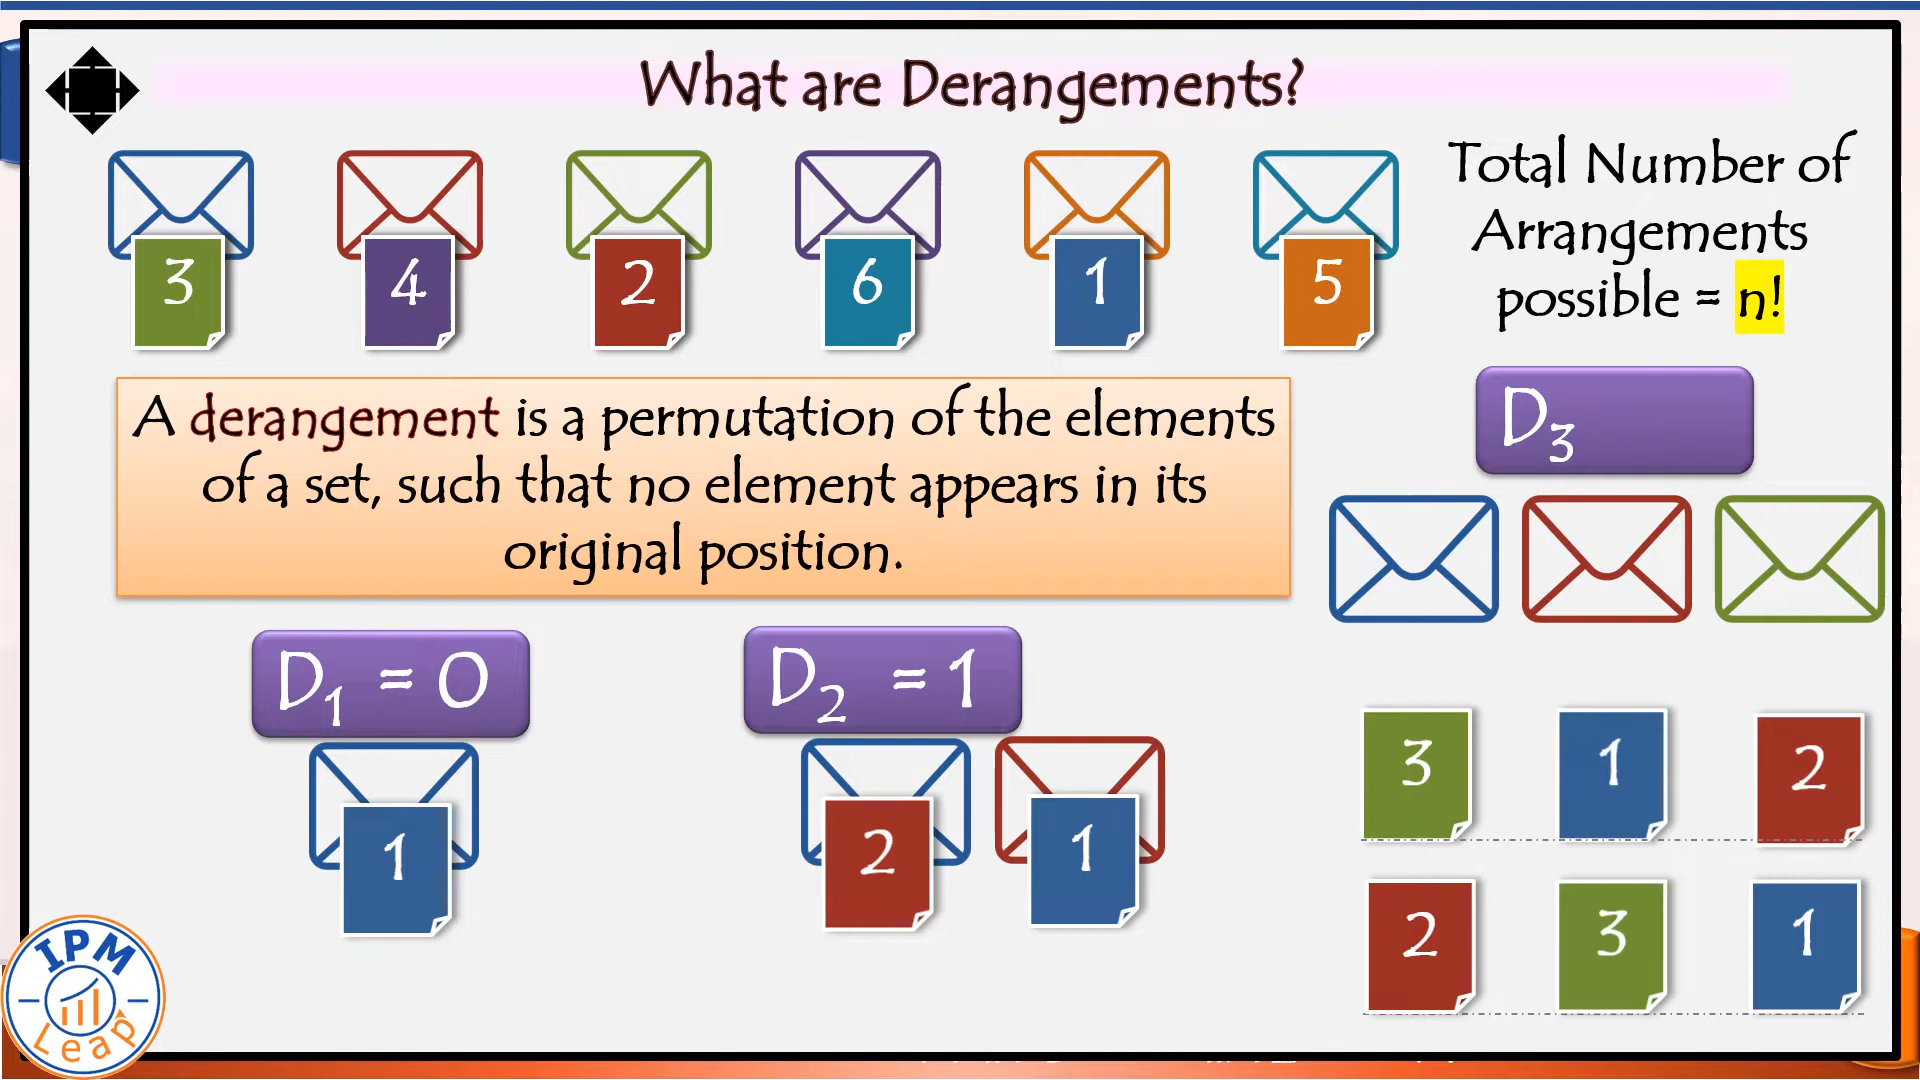 What are Derangements?
3 4 2 6 1 5
Total Number of
Arrangements
possible = n!
A derangement is a permutation of the elements
of a set, such that no element appears in its
original position.
D₃
D₁ = 0
D₂ = 1
1
2 1
3 1 2
2 3 1
IPM
Leap